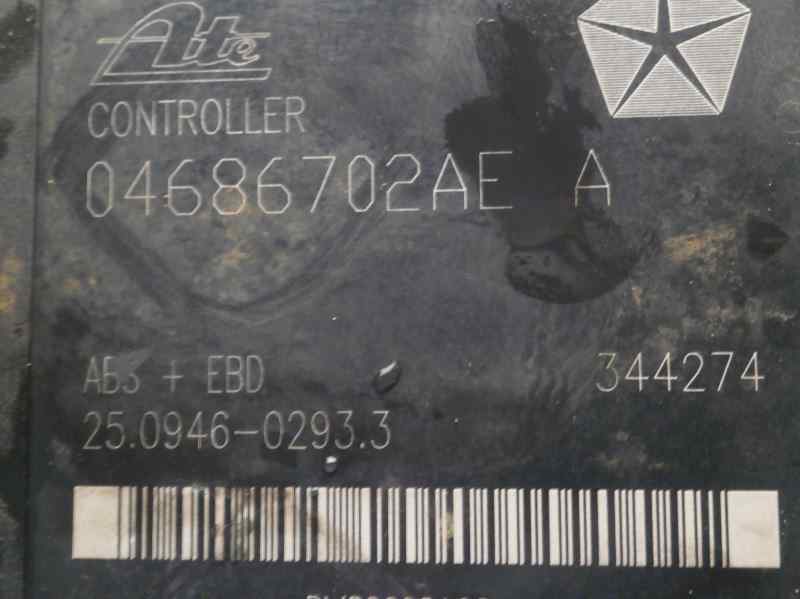 Ate
CONTROLLER
04686702AE A
ABS + EBD
344274
25.0946-0293.3